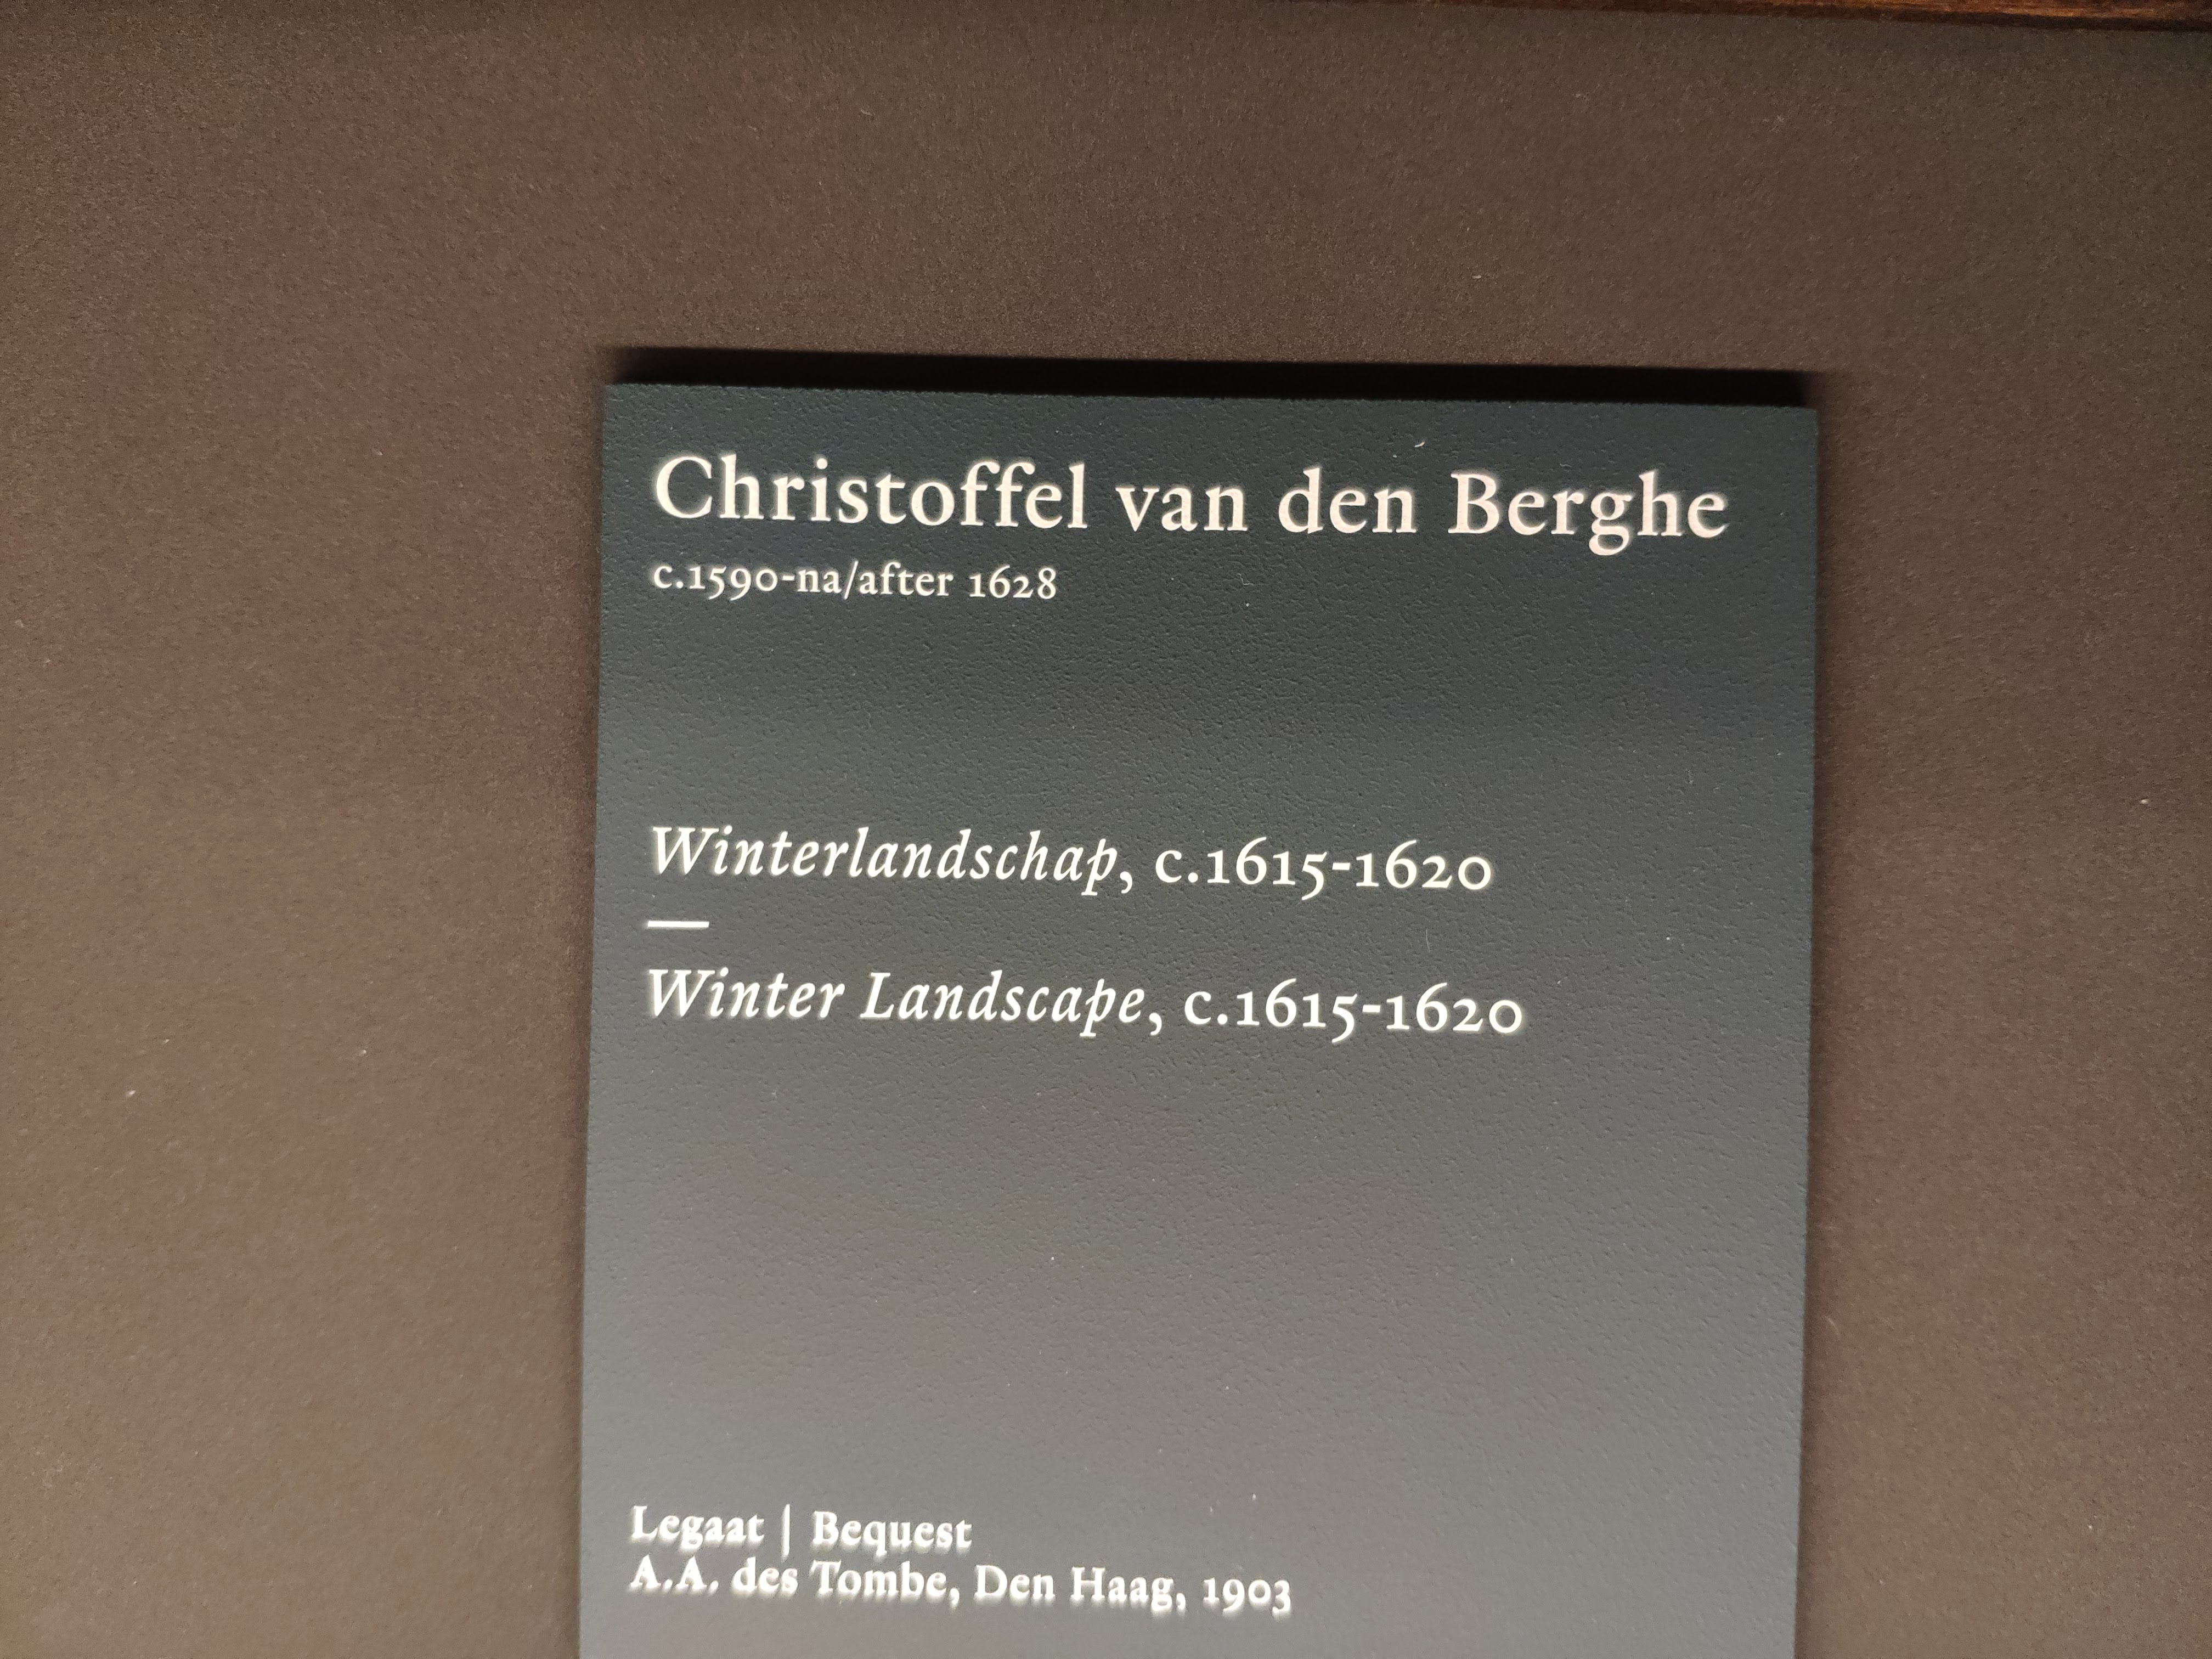 Christoffel van den Berghe
c.1590-na/after 1628
Winterlandschap, c.1615-1620
—
Winter Landscape, c.1615-1620
Legaat | Bequest
A.A. des Tombe, Den Haag, 1903